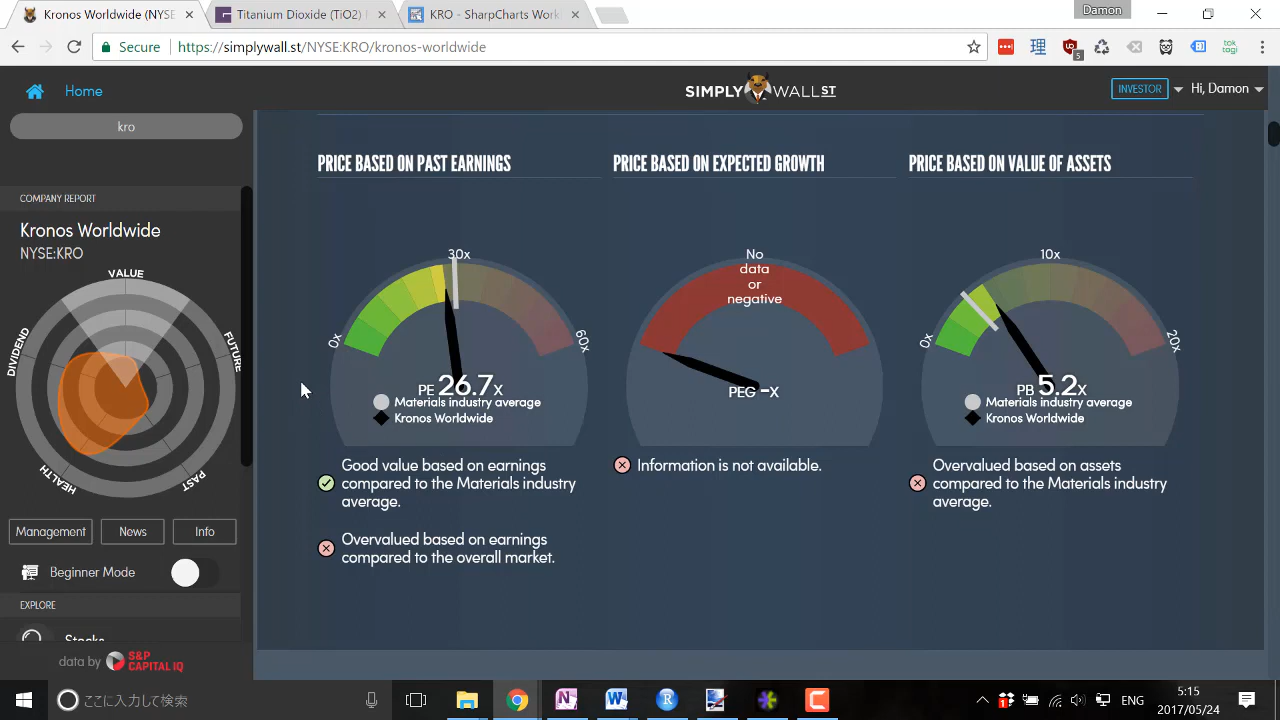 Kronos Worldwide (NYSE
Titanium Dioxide (TiO2)
KRO - SharpCharts Work
Damon
Secure
https://simplywall.st/NYSE:KRO/kronos-worldwide
理
5
tok
tag
Home
SIMPLY WALL ST
INVESTOR
Hi, Damon
kro
COMPANY REPORT
Kronos Worldwide
NYSE:KRO
VALUE
FUTURE
PAST
HEALTH
DIVIDEND
Management
News
Info
Beginner Mode
EXPLORE
Stocks
data by S&P
CAPITAL IQ
PRICE BASED ON PAST EARNINGS
0x
30x
60x
PE 26.7X
Materials industry average
Kronos Worldwide
Good value based on earnings
compared to the Materials industry
average.
Overvalued based on earnings
compared to the overall market.
PRICE BASED ON EXPECTED GROWTH
No
data
or
negative
PEG -X
Information is not available.
PRICE BASED ON VALUE OF ASSETS
0x
10x
20x
PB 5.2X
Materials industry average
Kronos Worldwide
Overvalued based on assets
compared to the Materials industry
average.
ここに入力して検索
ENG
5:15
2017/05/24